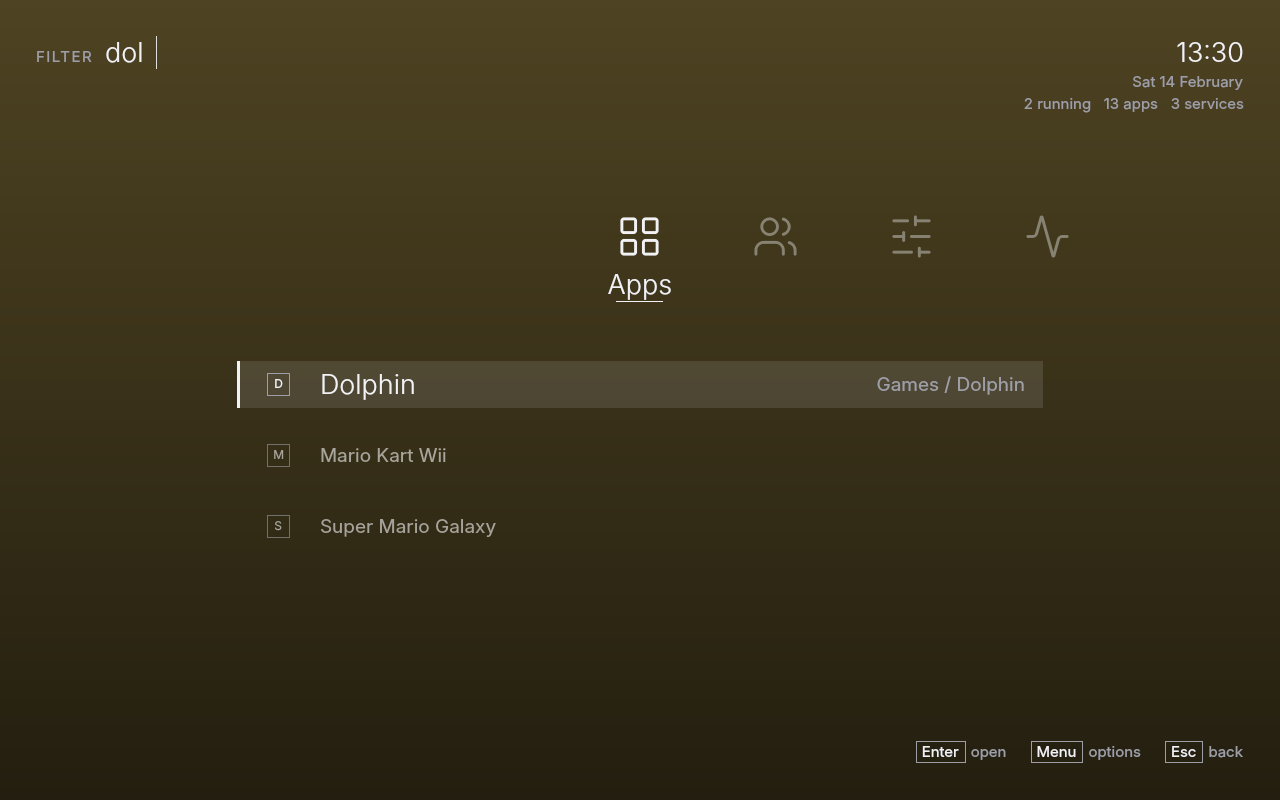 FILTER dol
13:30
Sat 14 February
2 running 13 apps 3 services
Apps
D Dolphin Games / Dolphin
M Mario Kart Wii
S Super Mario Galaxy
Enter open Menu options Esc back